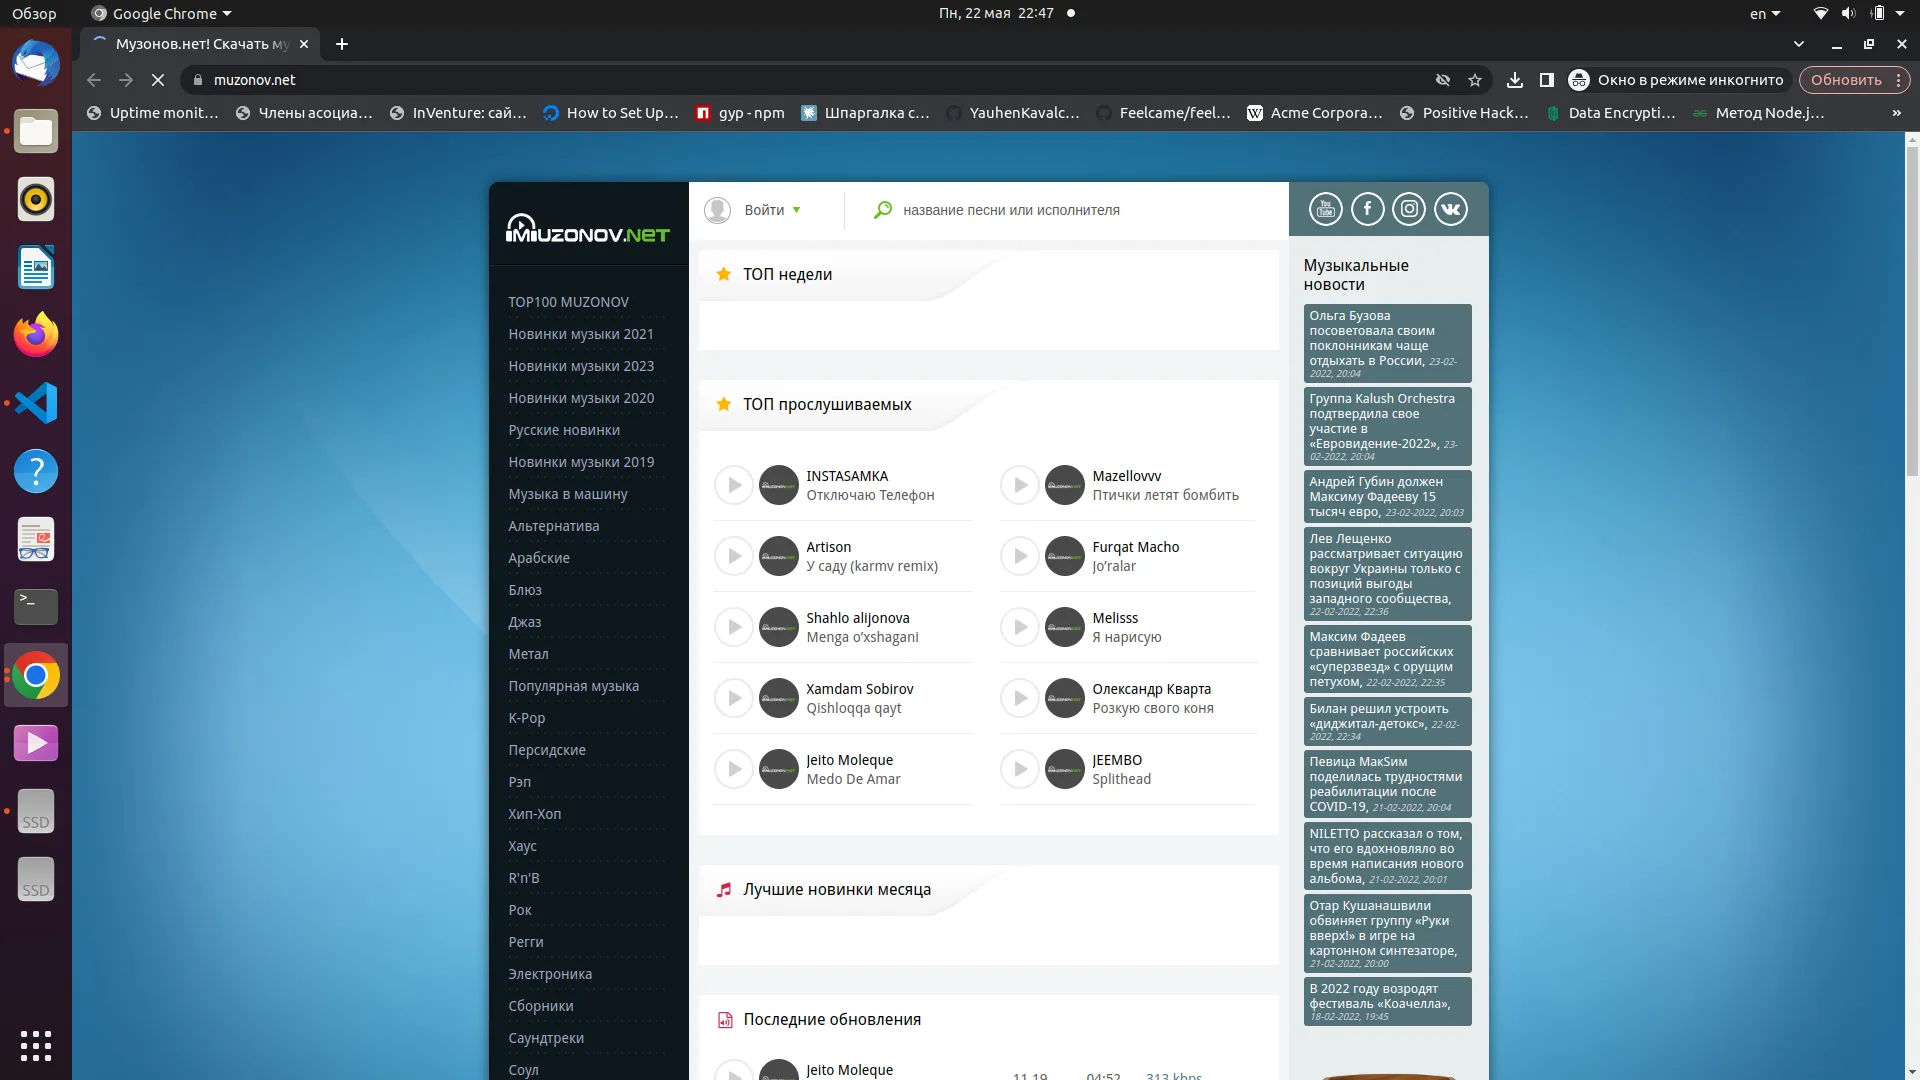 Обзор
Google Chrome
Пн, 22 мая 22:47
en
Музонов.нет! Скачать му
muzonov.net
Окно в режиме инкогнито
Обновить
Uptime monit...
Члены асоциа...
InVenture: сай...
How to Set Up...
gyp - npm
Шпаргалка с...
YauhenKavalc...
Feelcame/feel...
Acme Corpora...
Positive Hack...
Data Encrypti...
Метод Node.j...
»
MUZONOV.NET
Войти
название песни или исполнителя
You
Tube
TOP100 MUZONOV
Новинки музыки 2021
Новинки музыки 2023
Новинки музыки 2020
Русские новинки
Новинки музыки 2019
Музыка в машину
Альтернатива
Арабские
Блюз
Джаз
Метал
Популярная музыка
K-Pop
Персидские
Рэп
Хип-Хоп
Хаус
R'n'B
Рок
Регги
Электроника
Сборники
Саундтреки
Соул
ТОП недели
ТОП прослушиваемых
INSTASAMKA
Отключаю Телефон
Mazellovvv
Птички летят бомбить
Artison
У саду (karmv remix)
Furqat Macho
Jo’ralar
Shahlo alijonova
Menga o’xshagani
Melisss
Я нарисую
Xamdam Sobirov
Qishloqqa qayt
Олександр Кварта
Розкую свого коня
Jeito Moleque
Medo De Amar
JEEMBO
Splithead
Лучшие новинки месяца
Последние обновления
Jeito Moleque
11.19
04:52
313 kbps
Музыкальные
новости
Ольга Бузова
посоветовала своим
поклонникам чаще
отдыхать в России, 23-02-
2022, 20:04
Группа Kalush Orchestra
подтвердила свое
участие в
«Евровидение-2022», 23-
02-2022, 20:04
Андрей Губин должен
Максиму Фадееву 15
тысяч евро, 23-02-2022, 20:03
Лев Лещенко
рассматривает ситуацию
вокруг Украины только с
позиций выгоды
западного сообщества,
22-02-2022, 22:36
Максим Фадеев
сравнивает российских
«суперзвезд» с орущим
петухом, 22-02-2022, 22:35
Билан решил устроить
«диджитал-детокс», 22-02-
2022, 22:34
Певица МакSим
поделилась трудностями
реабилитации после
COVID-19, 21-02-2022, 20:04
NILETTO рассказал о том,
что его вдохновляло во
время написания нового
альбома, 21-02-2022, 20:01
Отар Кушанашвили
обвиняет группу «Руки
вверх!» в игре на
картонном синтезаторе,
21-02-2022, 20:00
В 2022 году возродят
фестиваль «Коачелла»,
18-02-2022, 19:45
SSD
SSD